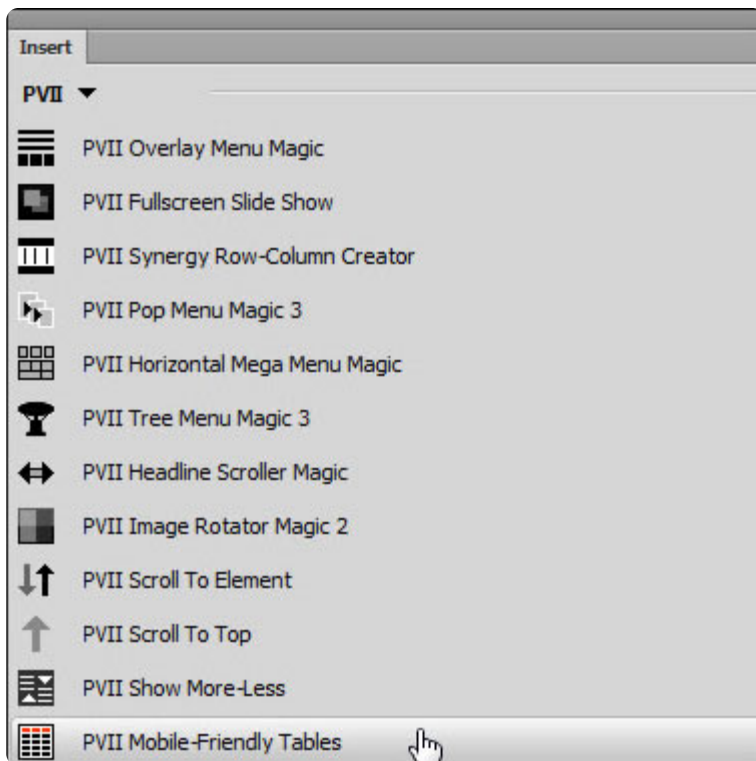 Insert
PVII
PVII Overlay Menu Magic
PVII Fullscreen Slide Show
PVII Synergy Row-Column Creator
PVII Pop Menu Magic 3
PVII Horizontal Mega Menu Magic
PVII Tree Menu Magic 3
PVII Headline Scroller Magic
PVII Image Rotator Magic 2
PVII Scroll To Element
PVII Scroll To Top
PVII Show More-Less
PVII Mobile-Friendly Tables